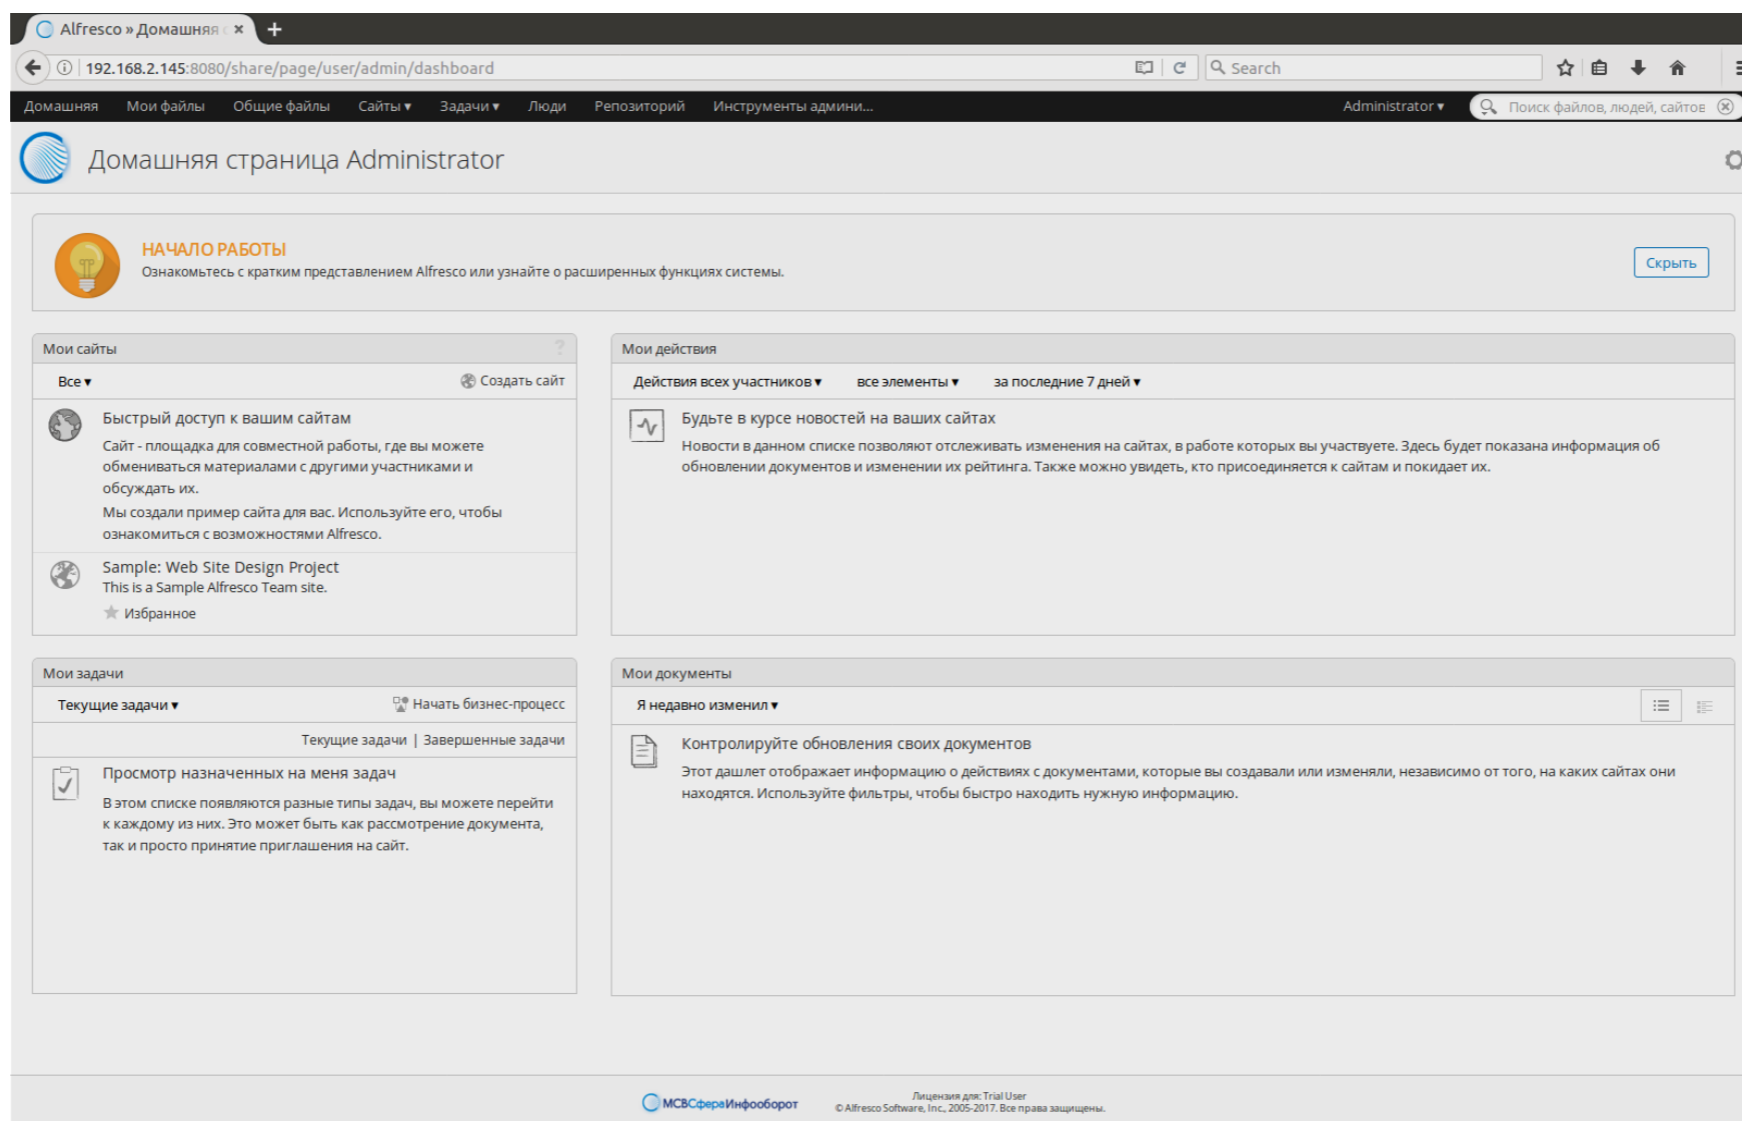 Alfresco » Домашняя
192.168.2.145:8080/share/page/user/admin/dashboard
Search
Домашняя Мои файлы Общие файлы Сайты ▾ Задачи ▾ Люди Репозиторий Инструменты админи... Administrator ▾ Поиск файлов, людей, сайтов
Домашняя страница Administrator
НАЧАЛО РАБОТЫ
Ознакомьтесь с кратким представлением Alfresco или узнайте о расширенных функциях системы.
Скрыть
Мои сайты ?
Все ▾ Создать сайт
Быстрый доступ к вашим сайтам
Сайт - площадка для совместной работы, где вы можете
обмениваться материалами с другими участниками и
обсуждать их.
Мы создали пример сайта для вас. Используйте его, чтобы
ознакомиться с возможностями Alfresco.
Sample: Web Site Design Project
This is a Sample Alfresco Team site.
Избранное
Мои действия
Действия всех участников ▾ все элементы ▾ за последние 7 дней ▾
Будьте в курсе новостей на ваших сайтах
Новости в данном списке позволяют отслеживать изменения на сайтах, в работе которых вы участвуете. Здесь будет показана информация об
обновлении документов и изменении их рейтинга. Также можно увидеть, кто присоединяется к сайтам и покидает их.
Мои задачи
Текущие задачи ▾ Начать бизнес-процесс
Текущие задачи | Завершенные задачи
Просмотр назначенных на меня задач
В этом списке появляются разные типы задач, вы можете перейти
к каждому из них. Это может быть как рассмотрение документа,
так и просто принятие приглашения на сайт.
Мои документы
Я недавно изменил ▾
Контролируйте обновления своих документов
Этот дашлет отображает информацию о действиях с документами, которые вы создавали или изменяли, независимо от того, на каких сайтах они
находятся. Используйте фильтры, чтобы быстро находить нужную информацию.
МСВСфераИнфооборот
Лицензия для: Trial User
© Alfresco Software, Inc., 2005-2017. Все права защищены.